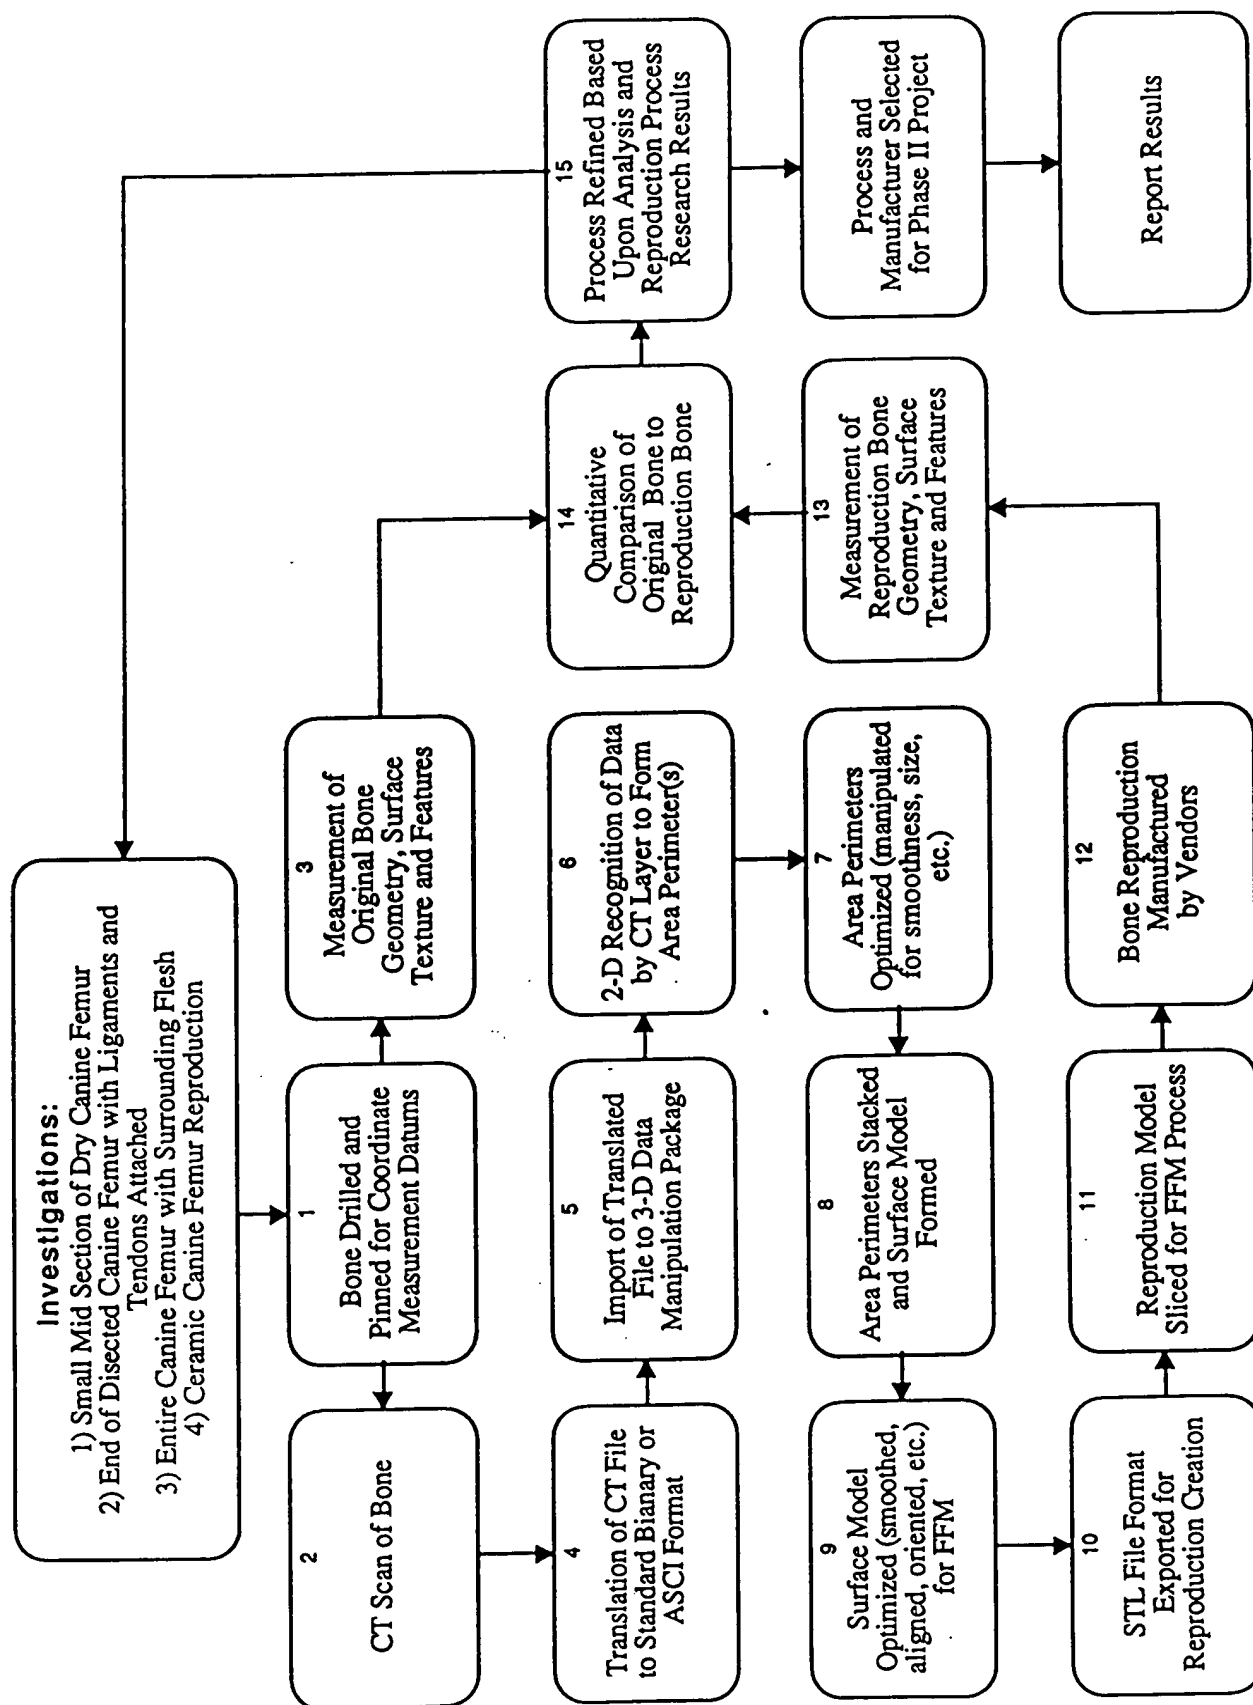 Investigations:
1) Small Mid Section of Dry Canine Femur
2) End of Disected Canine Femur with Ligaments and
Tendons Attached
3) Entire Canine Femur with Surrounding Flesh
4) Ceramic Canine Femur Reproduction
1
Bone Drilled and
Pinned for Coordinate
Measurement Datums
2
CT Scan of Bone
3
Measurement of
Original Bone
Geometry, Surface
Texture and Features
4
Translation of CT File
to Standard Bianary or
ASCI Format
5
Import of Translated
File to 3-D Data
Manipulation Package
6
2-D Recognition of Data
by CT Layer to Form
Area Perimeter(s)
7
Area Perimeters
Optimized (manipulated
for smoothness, size,
etc.)
8
Area Perimeters Stacked
and Surface Model
Formed
9
Surface Model
Optimized (smoothed,
aligned, oriented, etc.)
for FFM
10
STL File Format
Exported for
Reproduction Creation
11
Reproduction Model
Sliced for FFM Process
12
Bone Reproduction
Manufactured
by Vendors
13
Measurement of
Reproduction Bone
Geometry, Surface
Texture and Features
14
Quantitative
Comparison of
Original Bone to
Reproduction Bone
15
Process Refined Based
Upon Analysis and
Reproduction Process
Research Results
Process and
Manufacturer Selected
for Phase II Project
Report Results